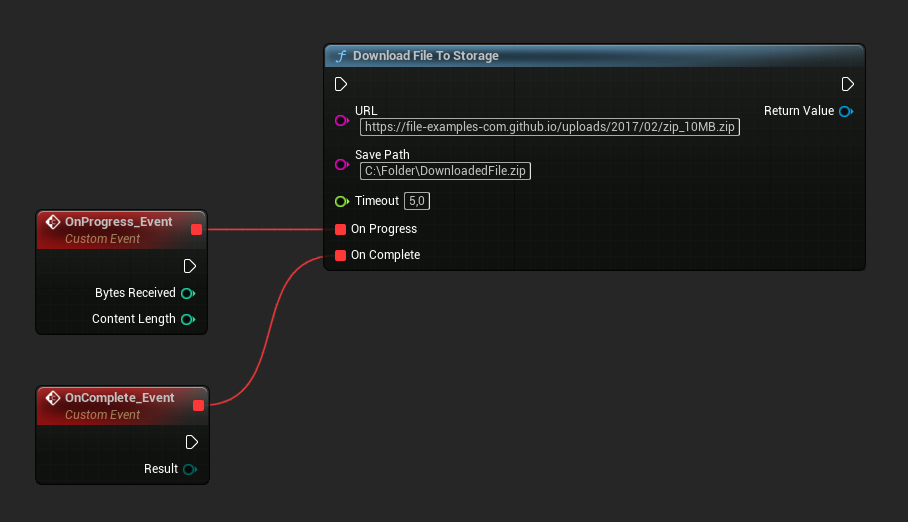 Download File To Storage
URL
https://file-examples-com.github.io/uploads/2017/02/zip_10MB.zip
Return Value
Save Path
C:\Folder\DownloadedFile.zip
Timeout 5,0
On Progress
On Complete
OnProgress_Event
Custom Event
Bytes Received
Content Length
OnComplete_Event
Custom Event
Result